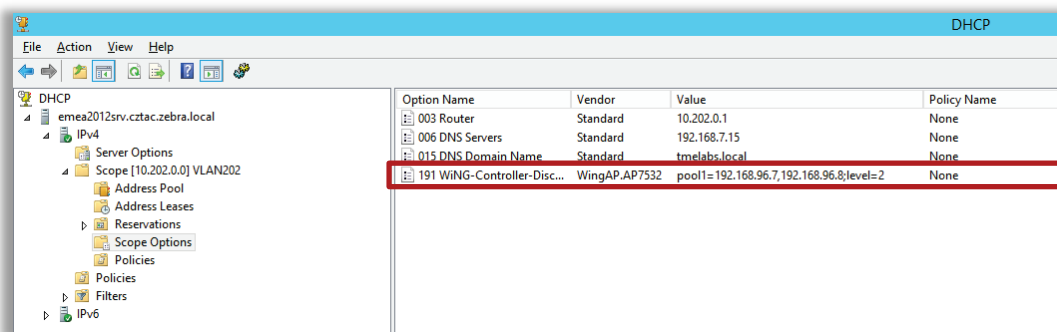 DHCP
File Action View Help
DHCP
emea2012srv.cztac.zebra.local
IPv4
Server Options
Scope [10.202.0.0] VLAN202
Address Pool
Address Leases
Reservations
Scope Options
Policies
Policies
Filters
IPv6
Option Name Vendor Value Policy Name
003 Router Standard 10.202.0.1 None
006 DNS Servers Standard 192.168.7.15 None
015 DNS Domain Name Standard tmelabs.local None
191 WiNG-Controller-Disc... WingAP.AP7532 pool1=192.168.96.7,192.168.96.8;level=2 None